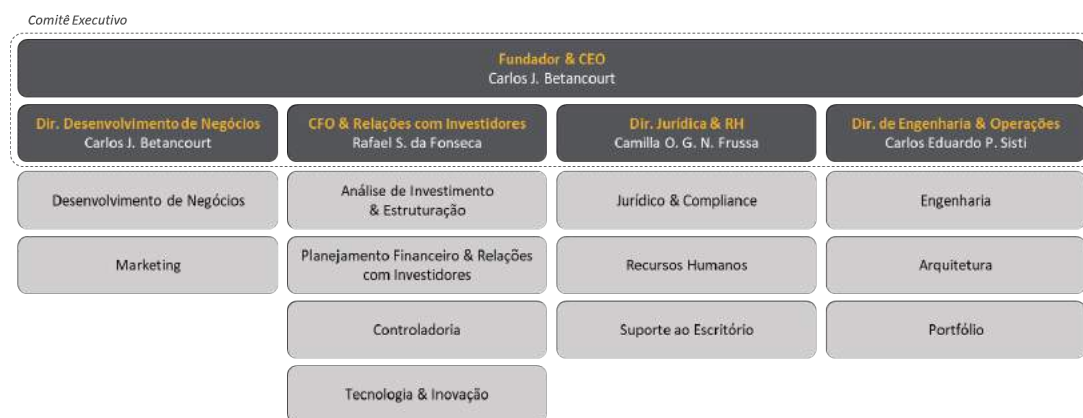 Comitê Executivo
Fundador & CEO
Carlos J. Betancourt
Dir. Desenvolvimento de Negócios
Carlos J. Betancourt
CFO & Relações com Investidores
Rafael S. da Fonseca
Dir. Jurídica & RH
Camilla O. G. N. Frussa
Dir. de Engenharia & Operações
Carlos Eduardo P. Sisti
Desenvolvimento de Negócios
Marketing
Análise de Investimento
& Estruturação
Planejamento Financeiro & Relações
com Investidores
Controladoria
Tecnologia & Inovação
Jurídico & Compliance
Recursos Humanos
Suporte ao Escritório
Engenharia
Arquitetura
Portfólio